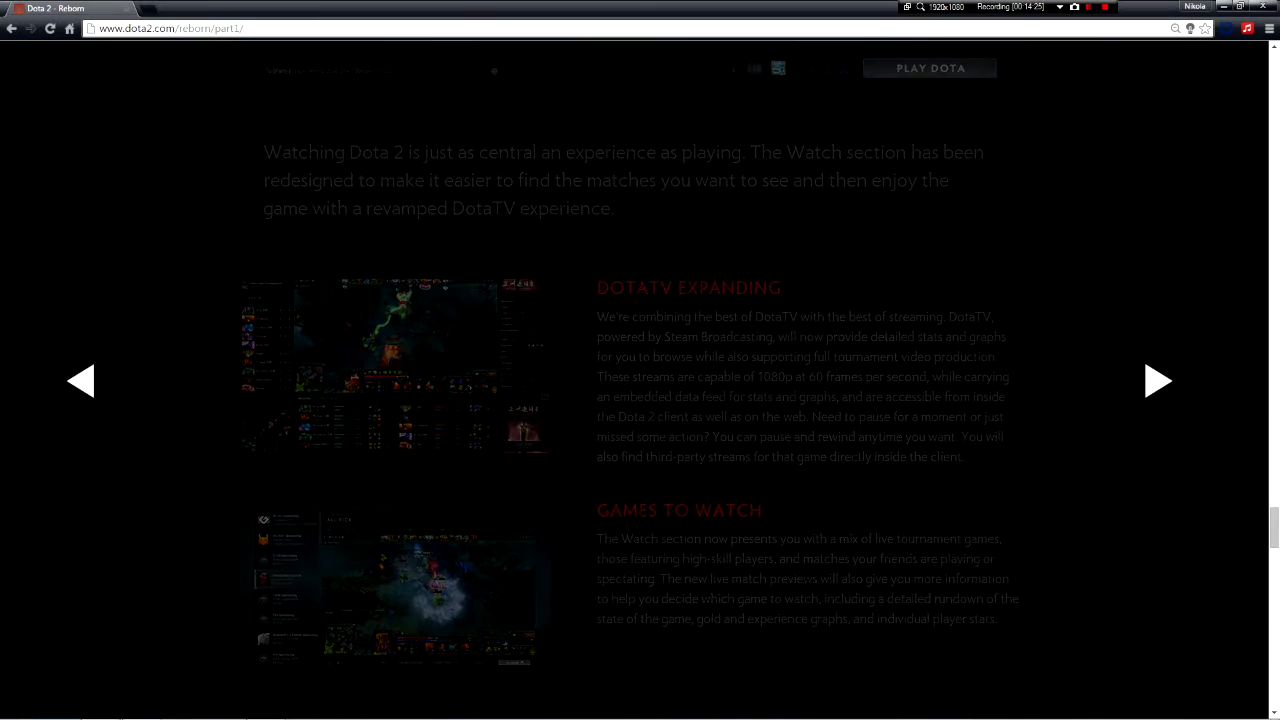 Dota 2 - Reborn
1920x1080
Recording [00:14:25]
Nikola
www.dota2.com/reborn/part1/
PLAY DOTA
Watching Dota 2 is just as central an experience as playing. The Watch section has been
redesigned to make it easier to find the matches you want to see and then enjoy the
game with a revamped DotaTV experience.
DOTATV EXPANDING
We're combining the best of DotaTV with the best of streaming. DotaTV,
powered by Steam Broadcasting, will now provide detailed stats and graphs
for you to browse while also supporting full tournament video production.
These streams are capable of 1080p at 60 frames per second, while carrying
an embedded data feed for stats and graphs, and are accessible from inside
the Dota 2 client as well as on the web. Need to pause for a moment or just
missed some action? You can pause and rewind anytime you want. You will
also find third-party streams for that game directly inside the client.
GAMES TO WATCH
The Watch section now presents you with a mix of live tournament games,
those featuring high-skill players, and matches your friends are playing or
spectating. The new live match previews will also give you more information
to help you decide which game to watch, including a detailed rundown of the
state of the game, gold and experience graphs, and individual player stats.